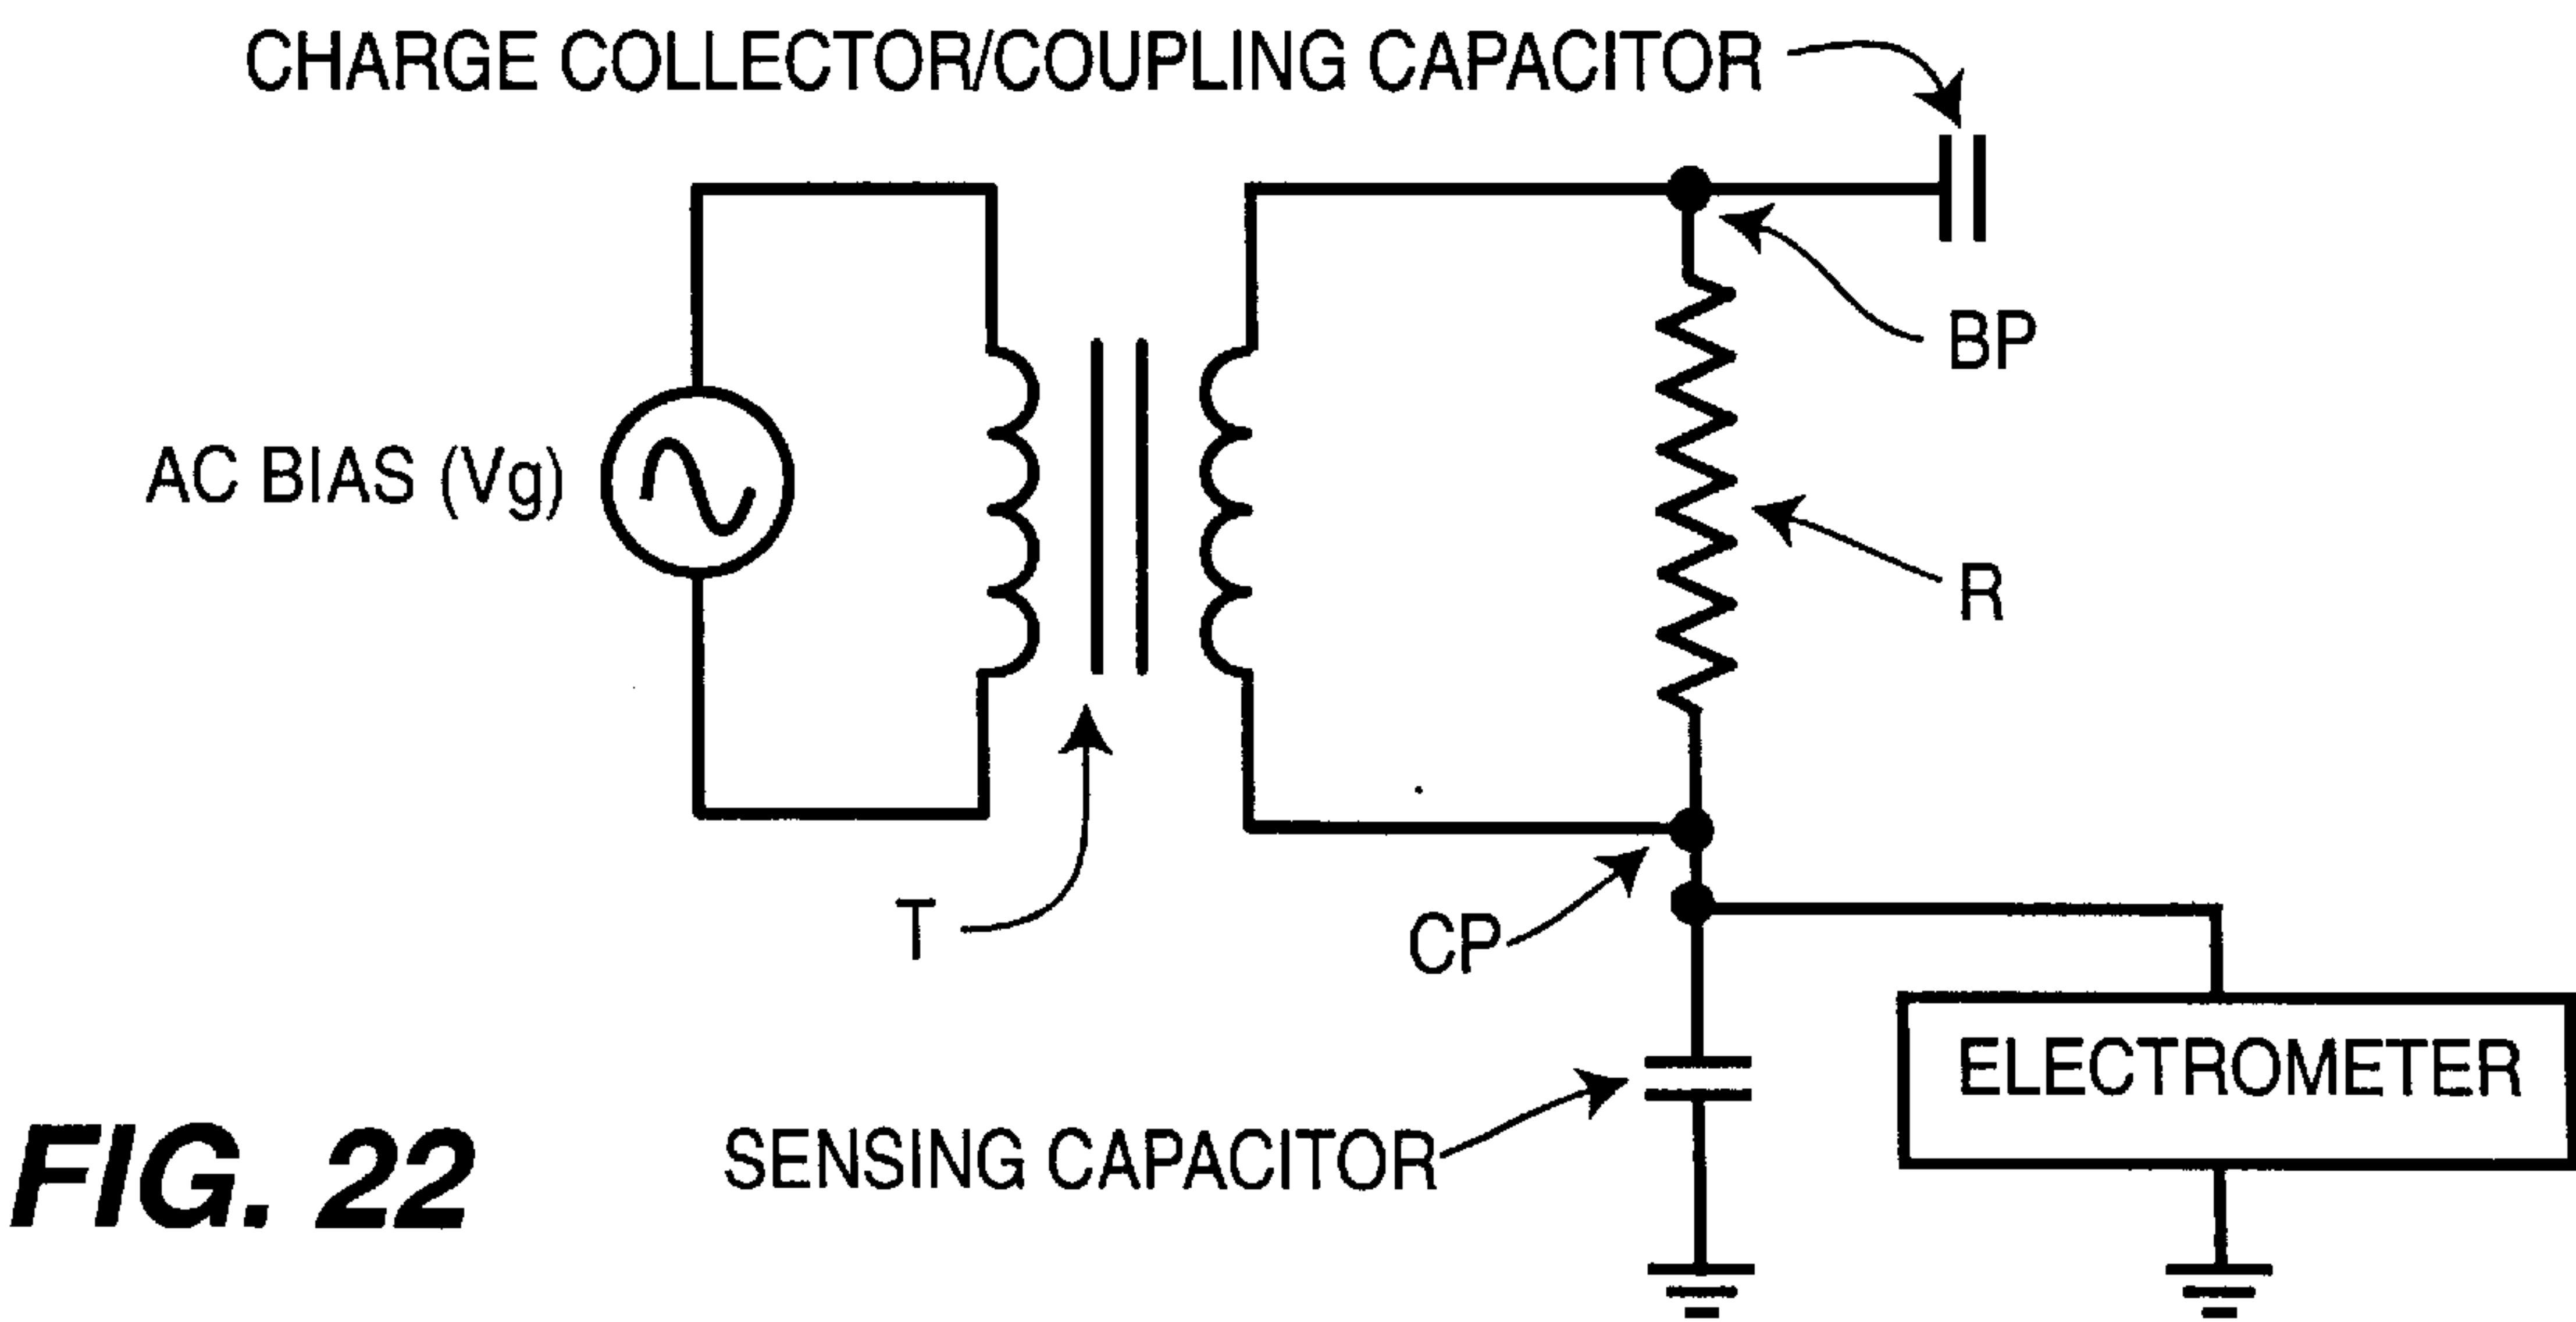 CHARGE COLLECTOR/COUPLING CAPACITOR
BP
AC BIAS (Vg)
R
T
CP
ELECTROMETER
SENSING CAPACITOR
FIG. 22